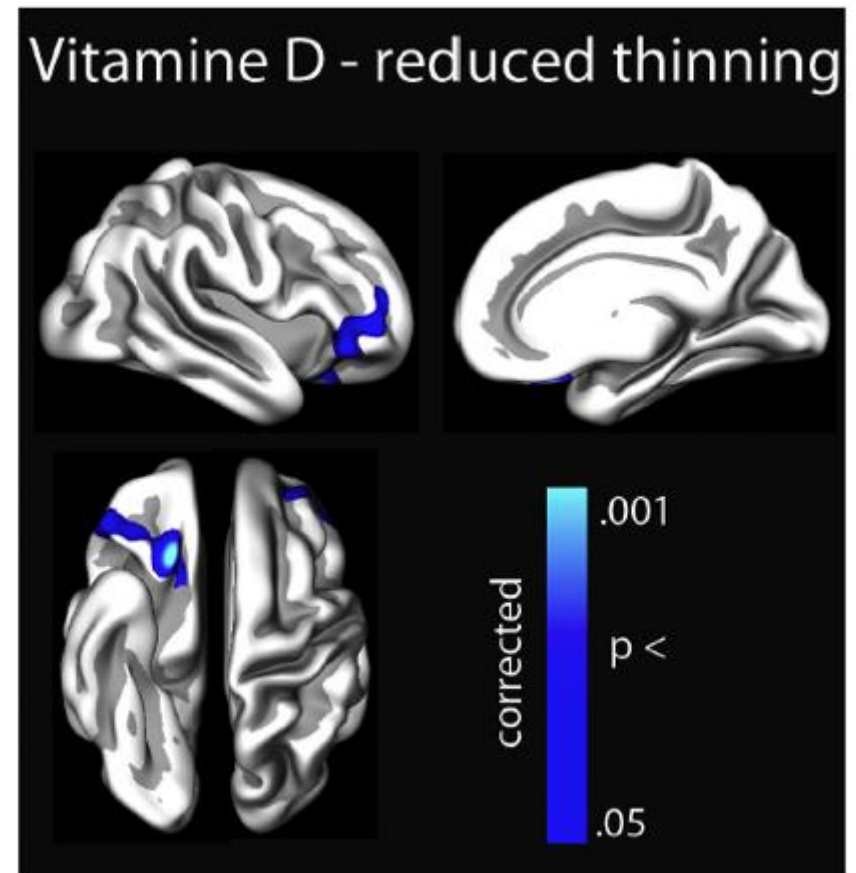 Vitamine D - reduced thinning
.001
corrected
p <
.05